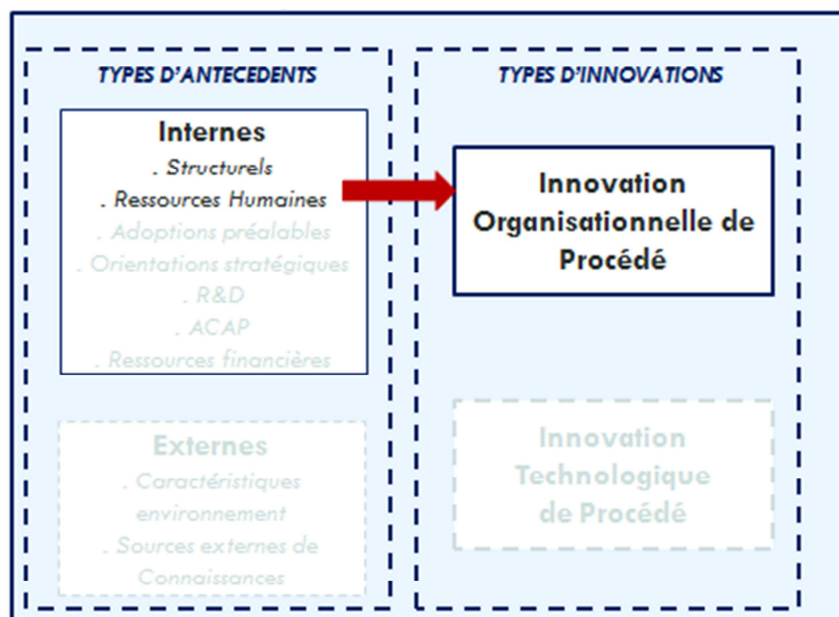 TYPES D'ANTECEDENTS
Internes
. Structurels
. Ressources Humaines
. Adoptions préalables
. Orientations stratégiques
. R&D
. ACAP
. Ressources financières
Externes
. Caractéristiques
environnement
. Sources externes de
Connaissances
TYPES D'INNOVATIONS
Innovation
Organisationnelle de
Procédé
Innovation
Technologique
de Procédé